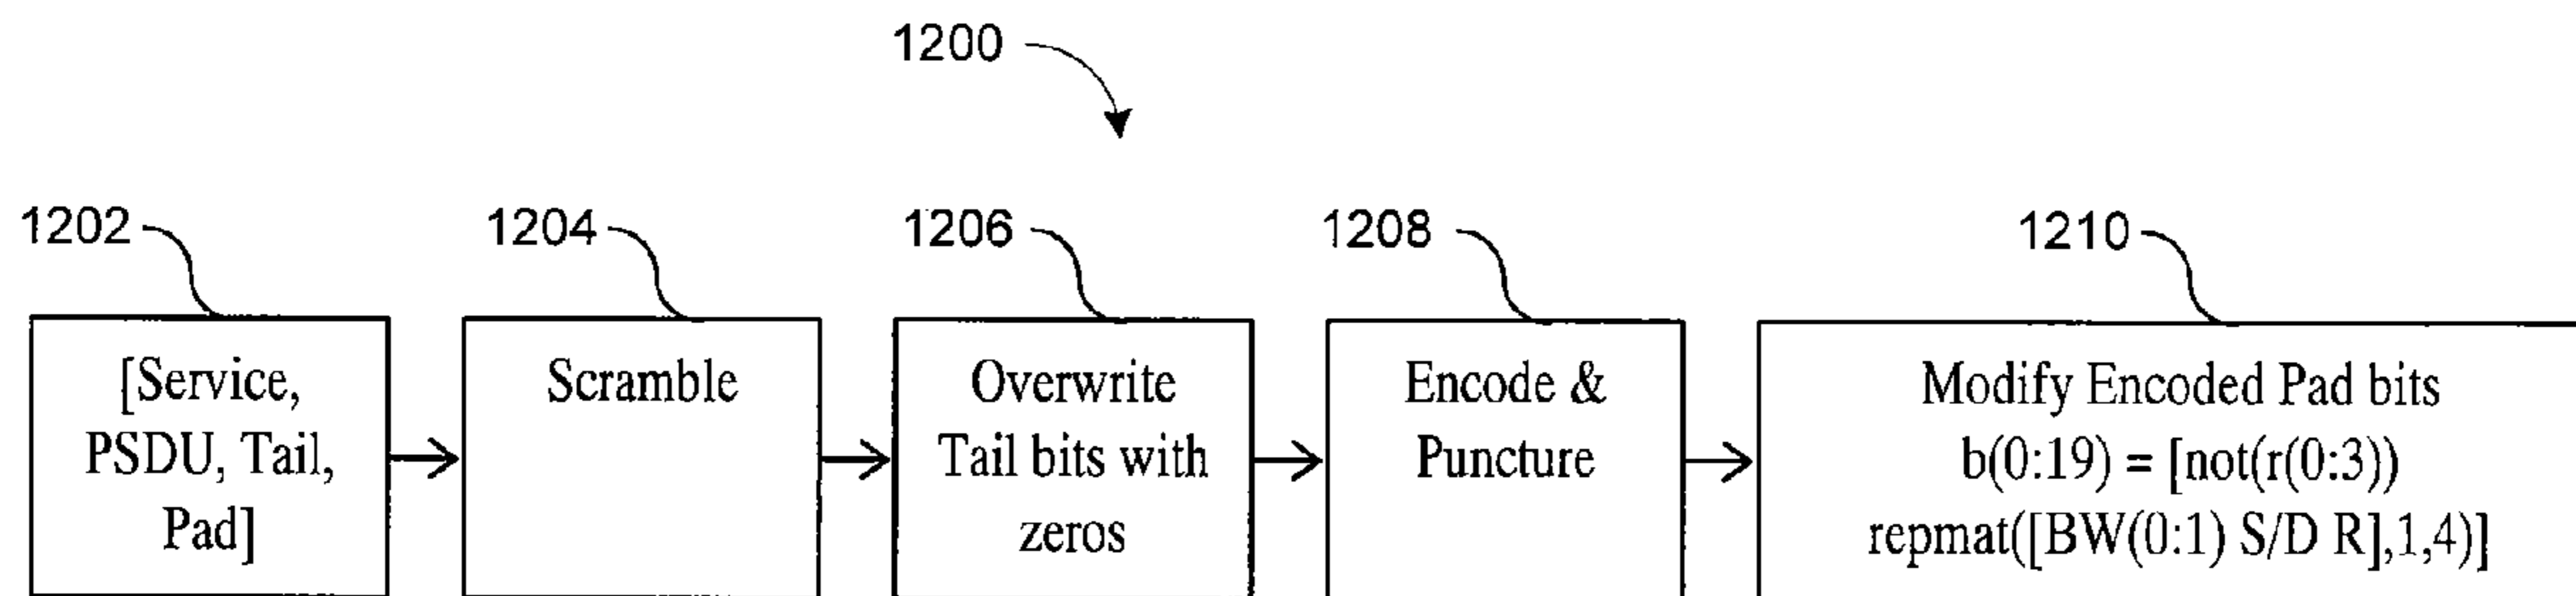 1200
1202
1204
1206
1208
1210
[Service,
PSDU, Tail,
Pad]
Scramble
Overwrite
Tail bits with
zeros
Encode &
Puncture
Modify Encoded Pad bits
b(0:19) = [not(r(0:3))
repmat([BW(0:1) S/D R],1,4)]